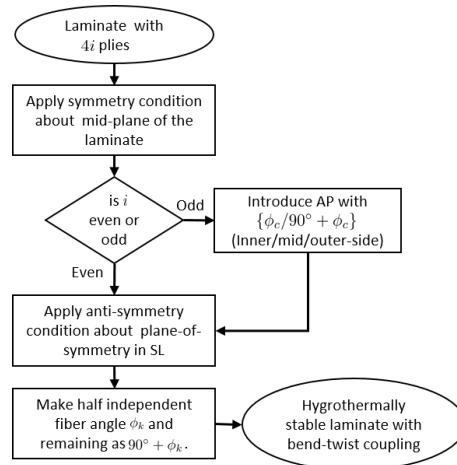 Laminate with
4i plies
Apply symmetry condition
about mid-plane of the
laminate
is i
even or
odd
Odd
Introduce AP with
{ϕc/90° + ϕc}
(Inner/mid/outer-side)
Even
Apply anti-symmetry
condition about plane-of-
symmetry in SL
Make half independent
fiber angle ϕk and
remaining as 90° + ϕk.
Hygrothermally
stable laminate with
bend-twist coupling